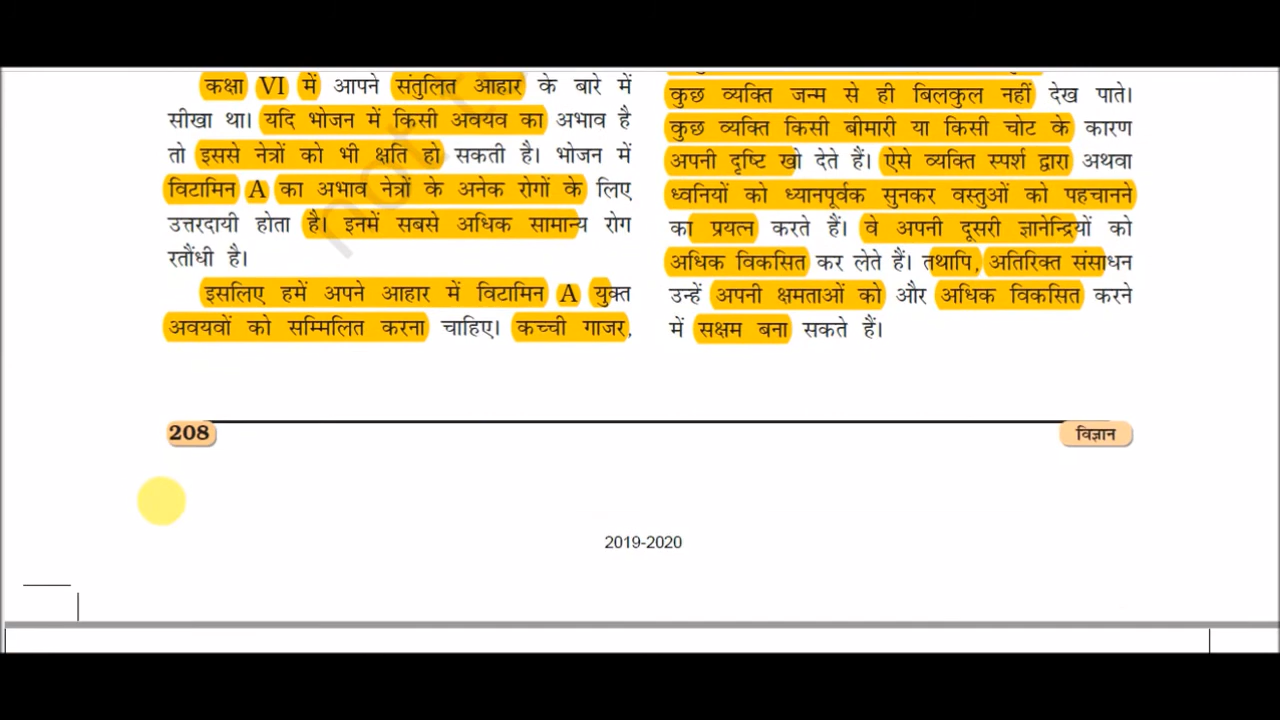 कक्षा VI में आपने संतुलित आहार के बारे में
सीखा था। यदि भोजन में किसी अवयव का अभाव है
तो इससे नेत्रों को भी क्षति हो सकती है। भोजन में
विटामिन A का अभाव नेत्रों के अनेक रोगों के लिए
उत्तरदायी होता है। इनमें सबसे अधिक सामान्य रोग
रतौंधी है।
इसलिए हमें अपने आहार में विटामिन A युक्त
अवयवों को सम्मिलित करना चाहिए। कच्ची गाजर,
कुछ व्यक्ति जन्म से ही बिलकुल नहीं देख पाते।
कुछ व्यक्ति किसी बीमारी या किसी चोट के कारण
अपनी दृष्टि खो देते हैं। ऐसे व्यक्ति स्पर्श द्वारा अथवा
ध्वनियों को ध्यानपूर्वक सुनकर वस्तुओं को पहचानने
का प्रयत्न करते हैं। वे अपनी दूसरी ज्ञानेन्द्रियों को
अधिक विकसित कर लेते हैं। तथापि, अतिरिक्त संसाधन
उन्हें अपनी क्षमताओं को और अधिक विकसित करने
में सक्षम बना सकते हैं।
208
विज्ञान
2019-2020